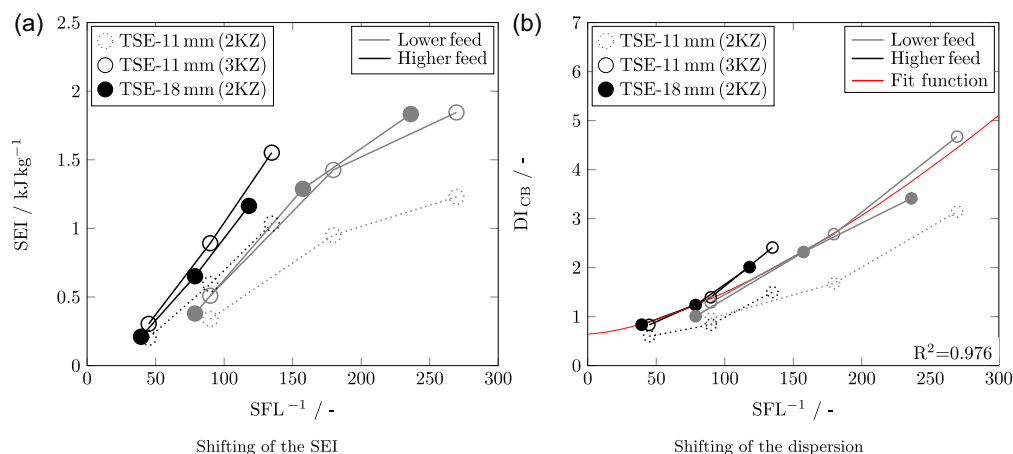 (a)
2.5
2
1.5
1
0.5
0
SEI / kJ kg⁻¹
TSE-11 mm (2KZ)
TSE-11 mm (3KZ)
TSE-18 mm (2KZ)
Lower feed
Higher feed
0 50 100 150 200 250 300
SFL⁻¹ / -
Shifting of the SEI
(b)
7
6
5
4
3
2
1
0
DI CB / -
TSE-11 mm (2KZ)
TSE-11 mm (3KZ)
TSE-18 mm (2KZ)
Lower feed
Higher feed
Fit function
R²=0.976
0 50 100 150 200 250 300
SFL⁻¹ / -
Shifting of the dispersion